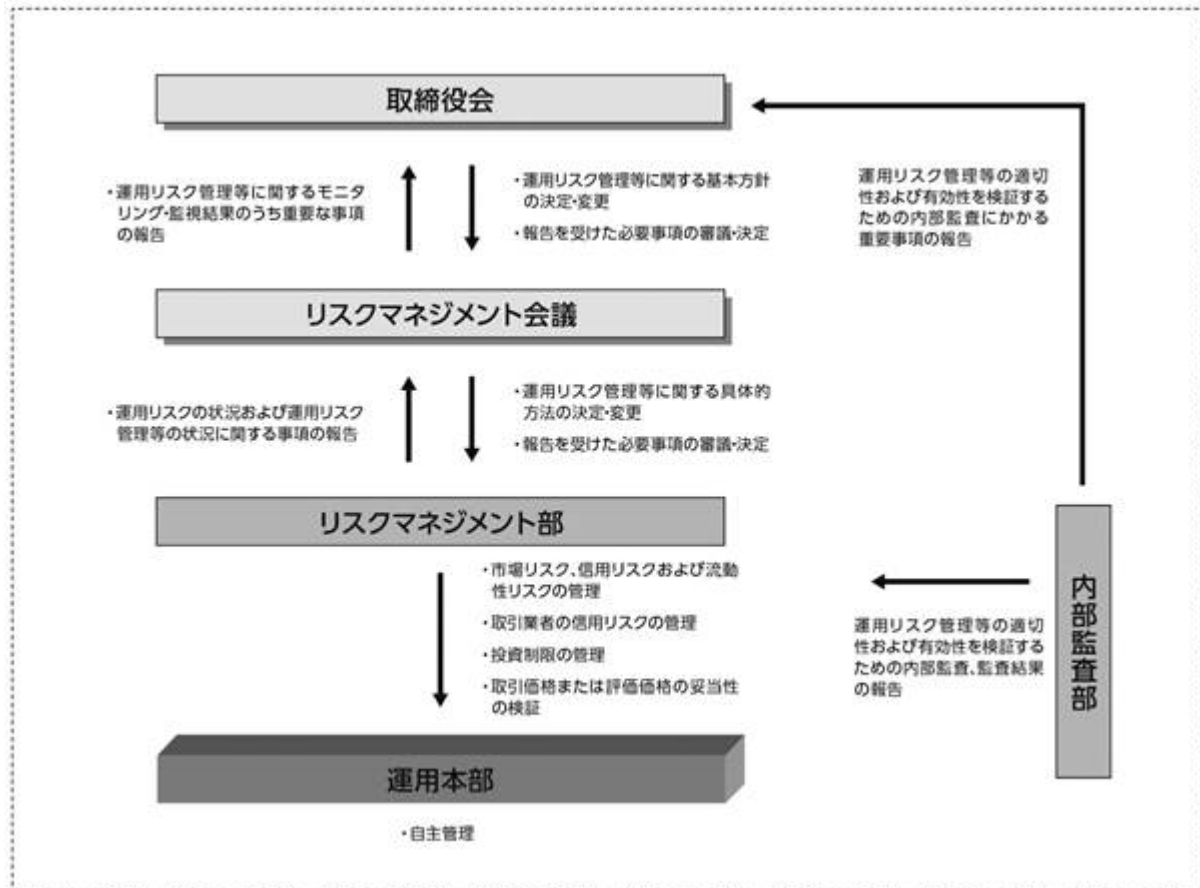 取締役会
・運用リスク管理等に関するモニタ
リング・監視結果のうち重要な事項
の報告
・運用リスク管理等に関する基本方針
の決定・変更
・報告を受けた必要事項の審議・決定
運用リスク管理等の適切
性および有効性を検証する
ための内部監査にかかる
重要事項の報告
リスクマネジメント会議
・運用リスクの状況および運用リスク
管理等の状況に関する事項の報告
・運用リスク管理等に関する具体的
方法の決定・変更
・報告を受けた必要事項の審議・決定
リスクマネジメント部
・市場リスク、信用リスクおよび流動
性リスクの管理
・取引業者の信用リスクの管理
・投資制限の管理
・取引価格または評価価格の妥当性
の検証
運用リスク管理等の適切
性および有効性を検証する
ための内部監査、監査結果
の報告
内部監査部
運用本部
・自主管理